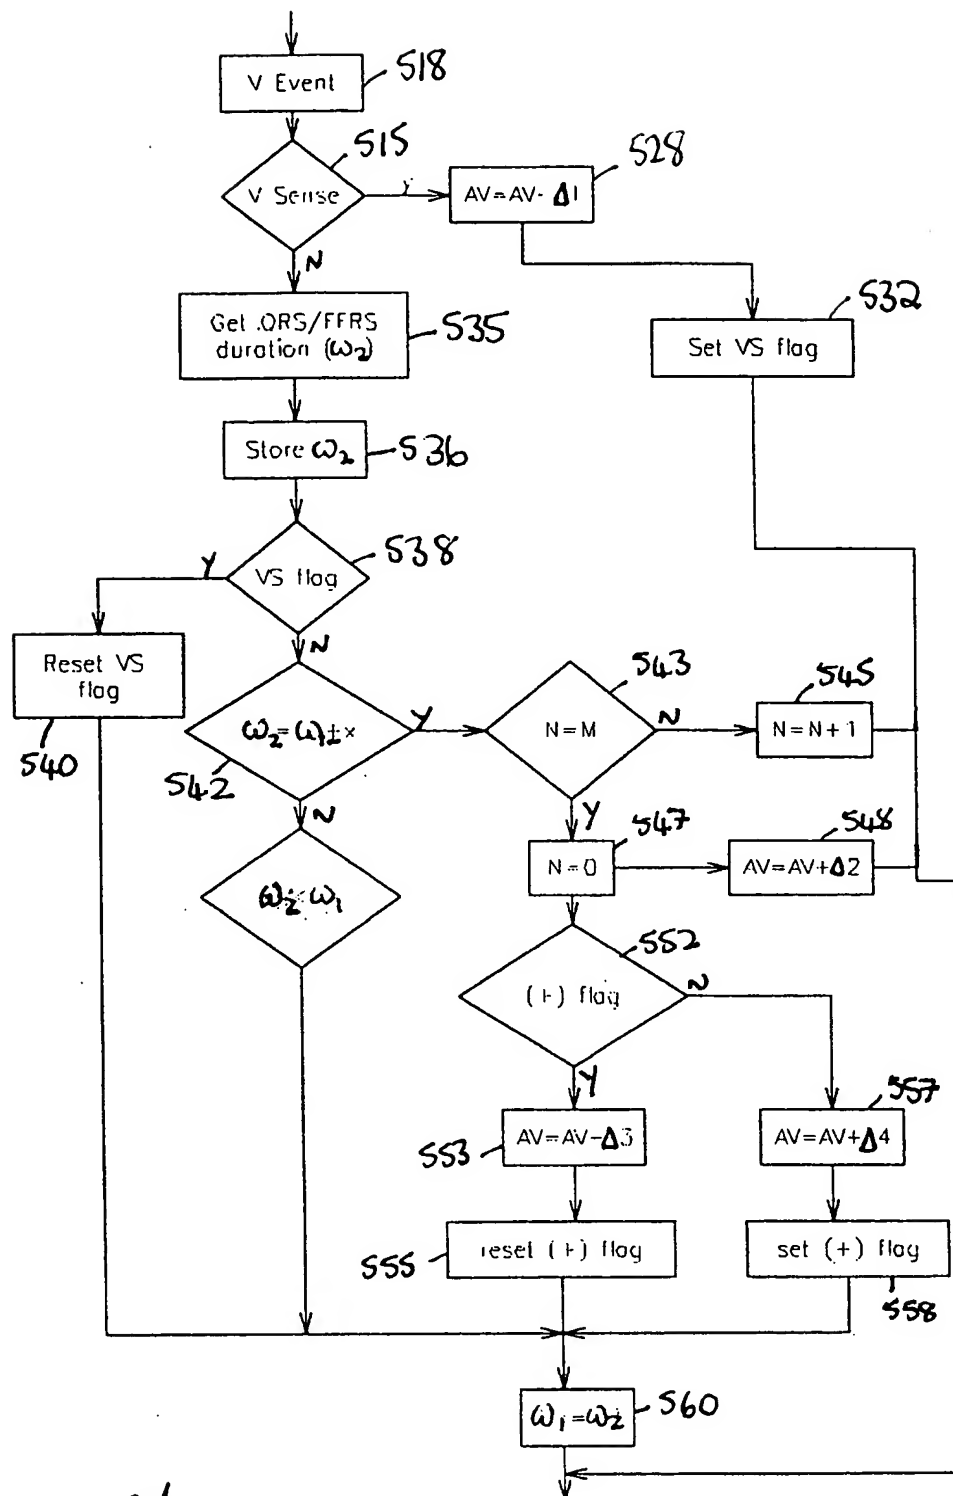 V Event
518
V Sense
515
Y
AV=AV- Δ1
528
N
Set VS flag
532
Get QRS/FFRS
duration (ω2)
535
Store ω2
536
VS flag
538
Y
N
Reset VS
flag
540
ω2=ω1±x
542
Y
N
N=M
543
N
Y
N=N+1
545
N=0
547
AV=AV+Δ2
548
ω2 ω1
(+) flag
552
N
Y
AV=AV-Δ3
553
AV=AV+Δ4
557
reset (+) flag
555
set (+) flag
558
ω1=ω2
560